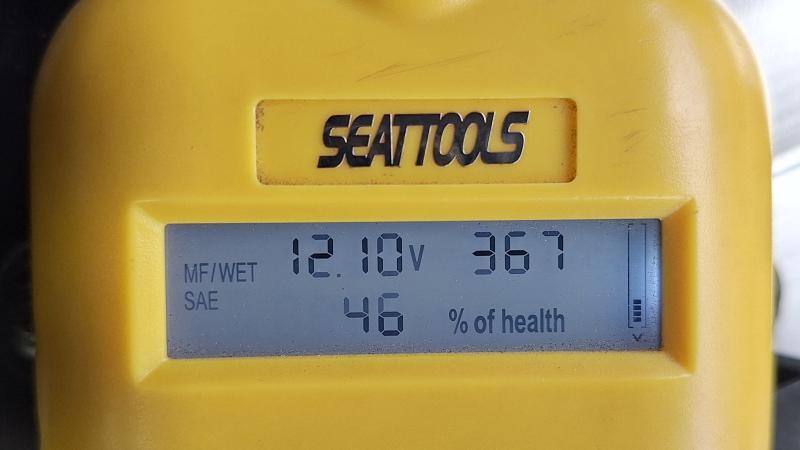 SEATTOOLS
MF/WET 12.10V 367
SAE 46 % of health